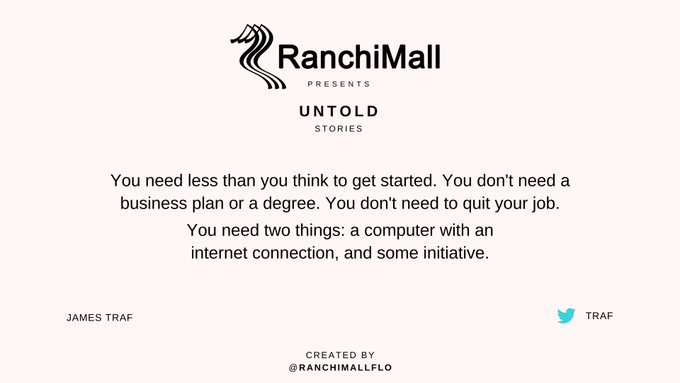 RanchiMall
PRESENTS
UNTOLD
STORIES
You need less than you think to get started. You don't need a
business plan or a degree. You don't need to quit your job.
You need two things: a computer with an
internet connection, and some initiative.
JAMES TRAF
TRAF
CREATED BY
@RANCHIMALLFLO